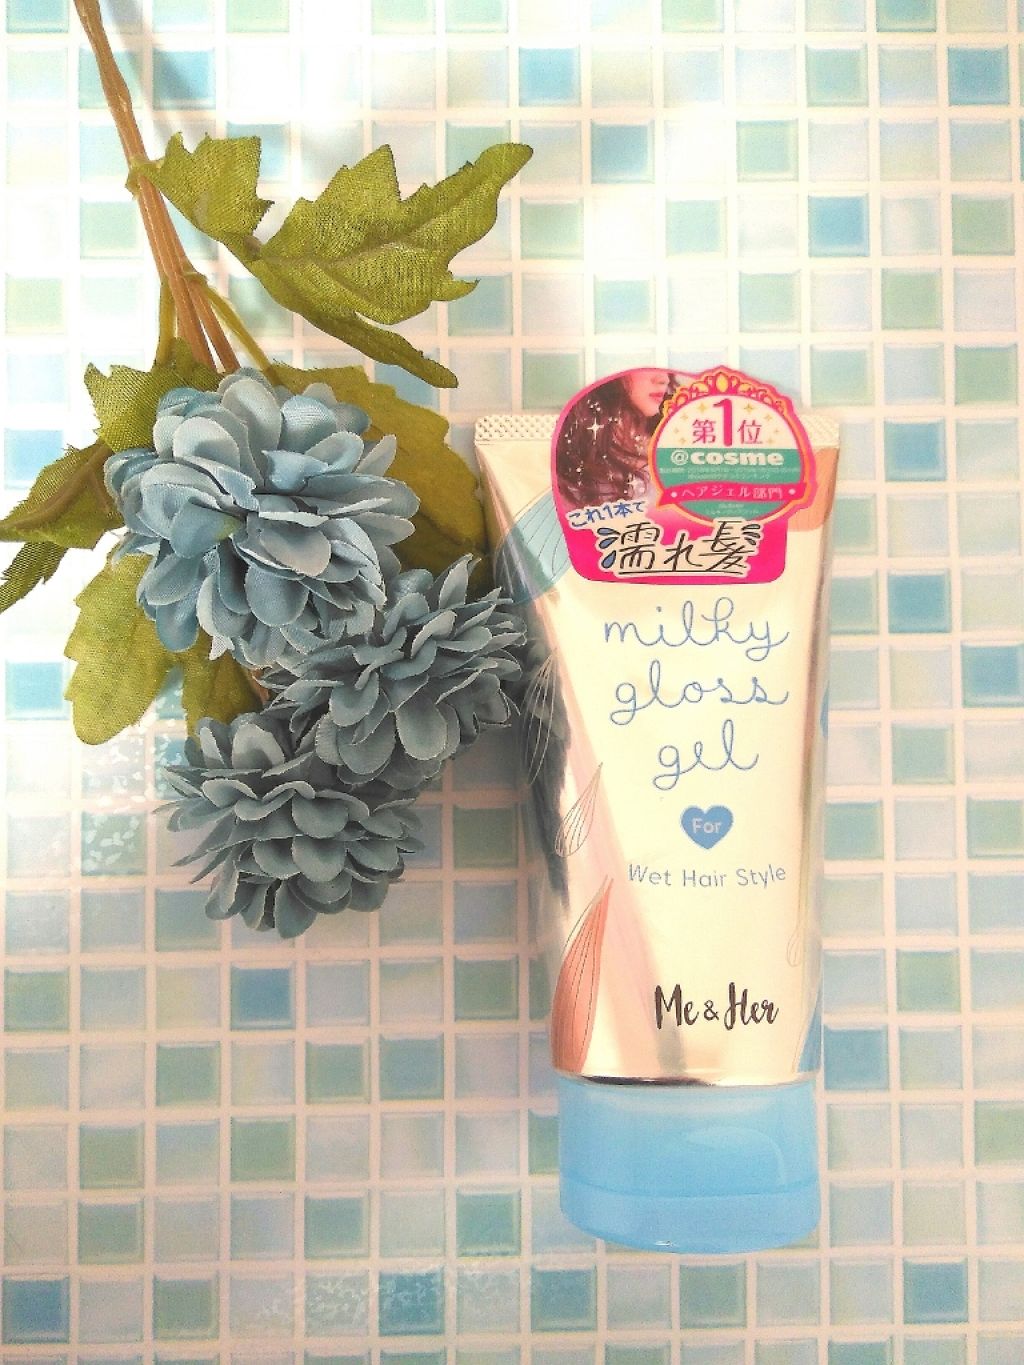 第1位
@cosme
ヘアジェル部門
これ1本で
濡れ髪
milky
gloss
gel
For
Wet Hair Style
Me & Her